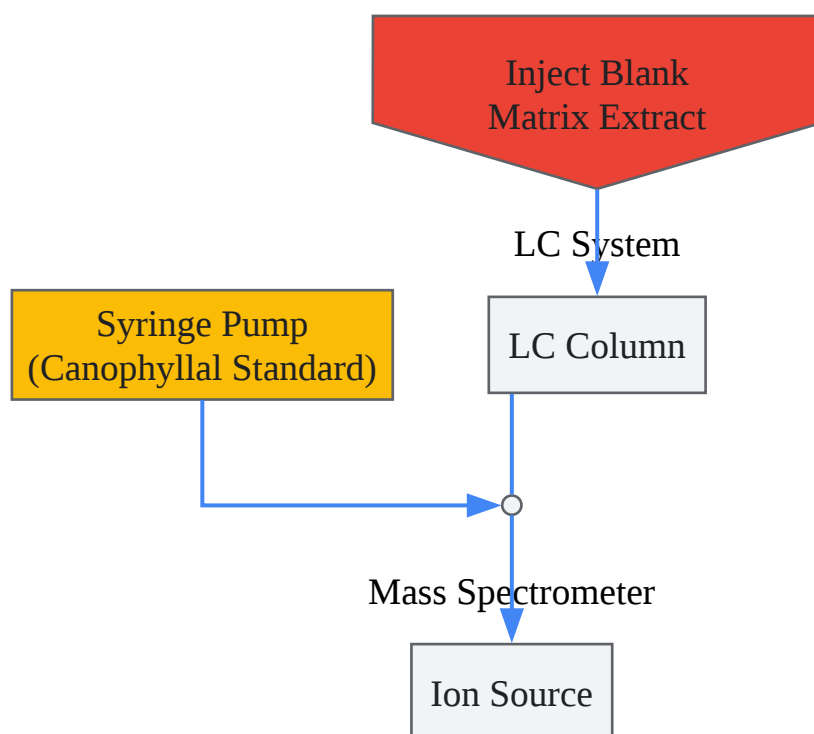 Inject Blank
Matrix Extract
LC System
Syringe Pump
(Canophyllal Standard)
LC Column
Mass Spectrometer
Ion Source